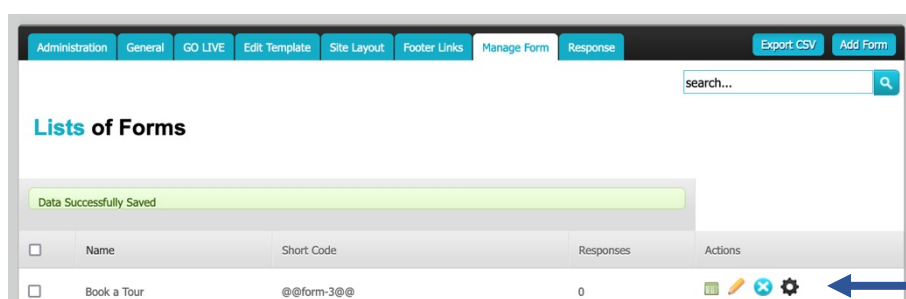 Administration General GO LIVE Edit Template Site Layout Footer Links Manage Form Response Export CSV Add Form
search...
Lists of Forms
Data Successfully Saved
Name Short Code Responses Actions
Book a Tour @@form-3@@ 0